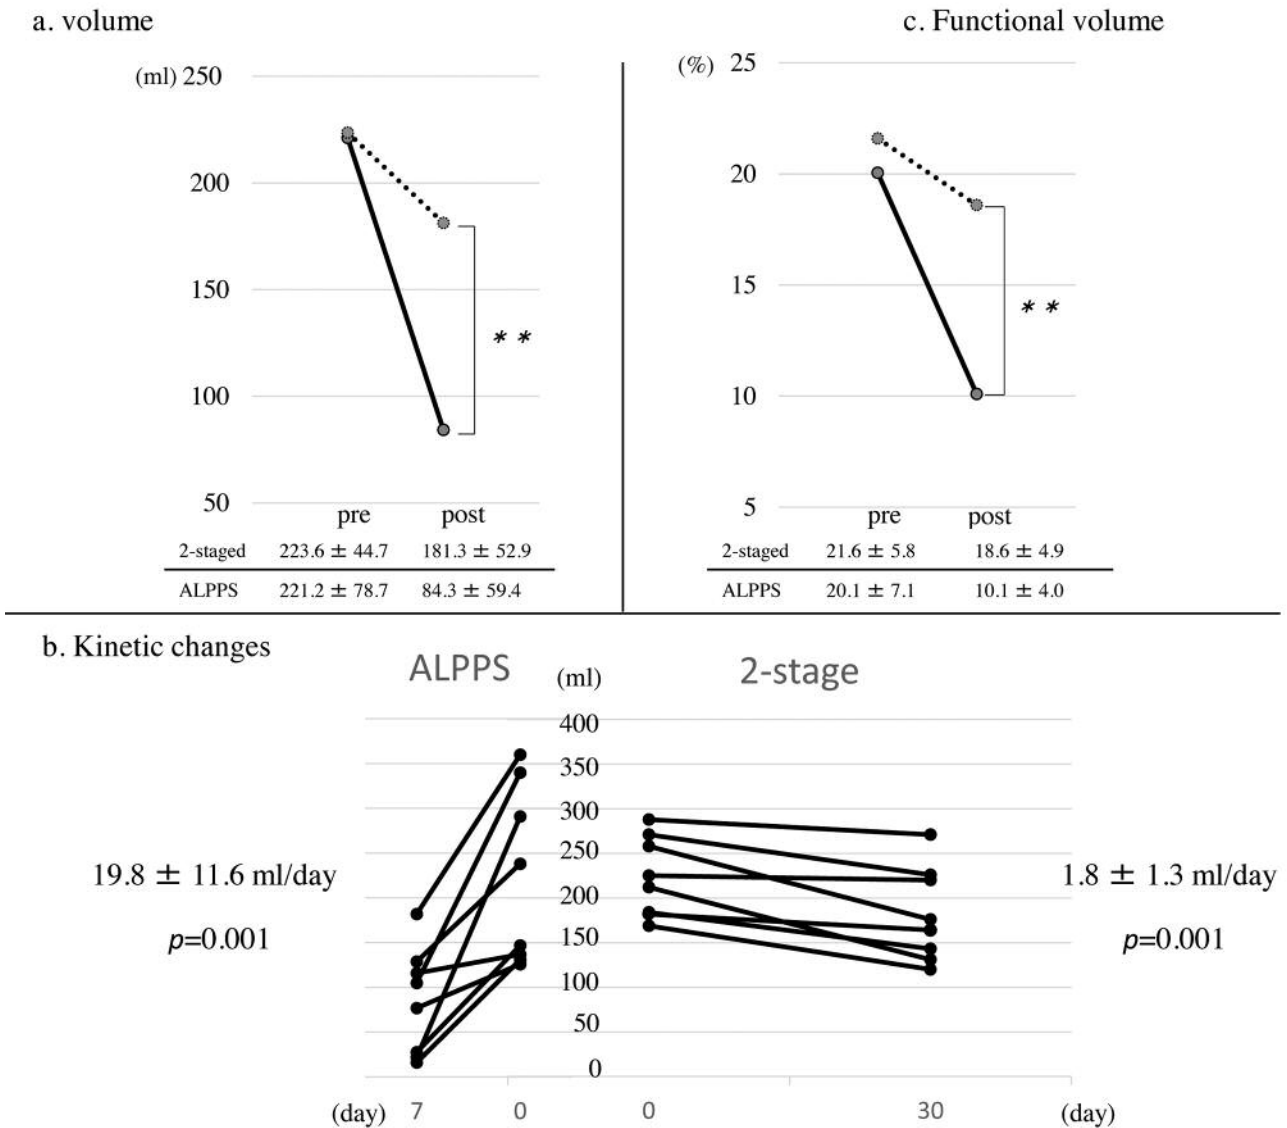 a. volume
(ml) 250
200
150
100
50
* *
pre post
2-staged 223.6 ± 44.7 181.3 ± 52.9
ALPPS 221.2 ± 78.7 84.3 ± 59.4
c. Functional volume
(%) 25
20
15
10
5
* *
pre post
2-staged 21.6 ± 5.8 18.6 ± 4.9
ALPPS 20.1 ± 7.1 10.1 ± 4.0
b. Kinetic changes
ALPPS (ml) 2-stage
400
350
300
250
200
150
100
50
0
19.8 ± 11.6 ml/day
p=0.001
1.8 ± 1.3 ml/day
p=0.001
(day) 7 0 0 30 (day)